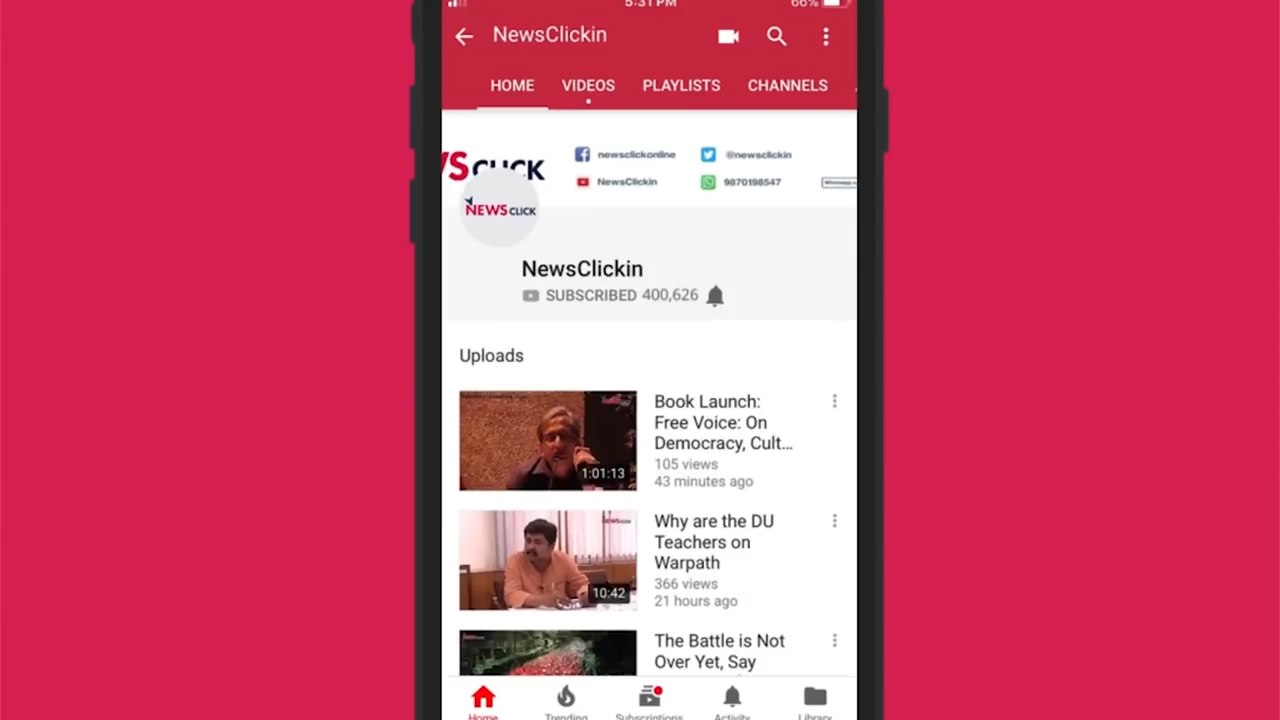 5:31 PM
66%
NewsClickin
HOME VIDEOS PLAYLISTS CHANNELS
newsclickonline @newsclickin
NewsClickin 9870198547
NEWS CLICK
NewsClickin
SUBSCRIBED 400,626
Uploads
Book Launch:
Free Voice: On
Democracy, Cult...
105 views
43 minutes ago
1:01:13
Why are the DU
Teachers on
Warpath
366 views
21 hours ago
10:42
The Battle is Not
Over Yet, Say
Home Trending Subscriptions Activity Library